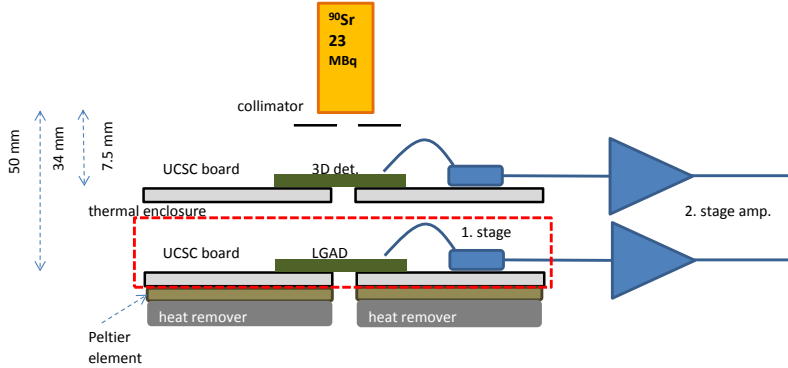 ⁹⁰Sr
23
MBq
collimator
50 mm
34 mm
7.5 mm
UCSC board
3D det.
thermal enclosure
2. stage amp.
UCSC board
LGAD
1. stage
heat remover
heat remover
Peltier
element